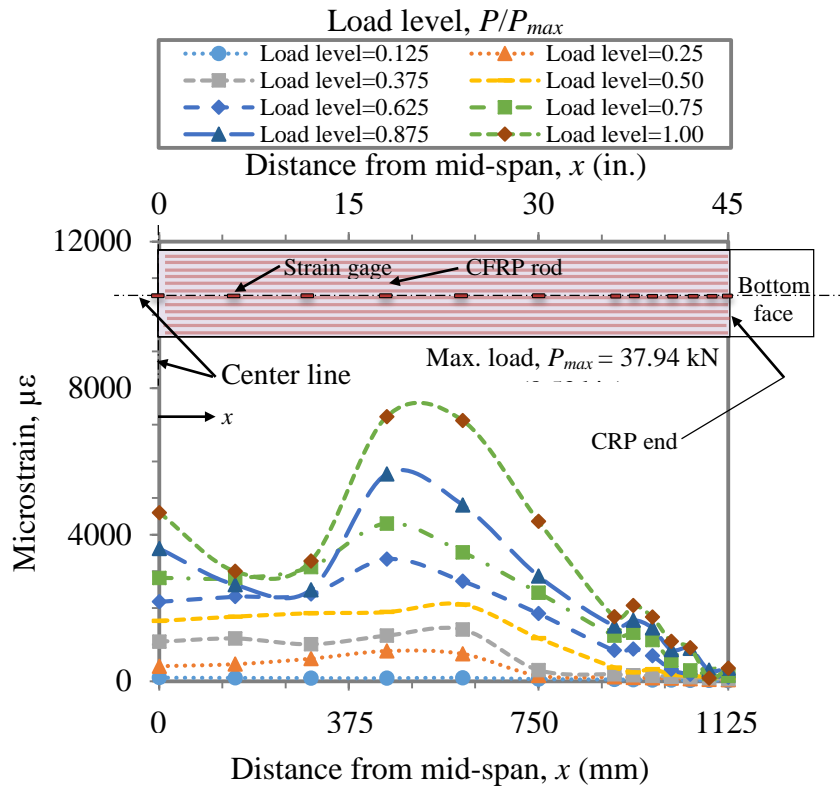 Load level, P/Pmax
Load level=0.125
Load level=0.25
Load level=0.375
Load level=0.50
Load level=0.625
Load level=0.75
Load level=0.875
Load level=1.00
Distance from mid-span, x (in.)
0 15 30 45
12000
Strain gage
CFRP rod
Bottom
face
Max. load, Pmax = 37.94 kN
8000
Center line
x
CRP end
Microstrain, με
4000
0
0 375 750 1125
Distance from mid-span, x (mm)